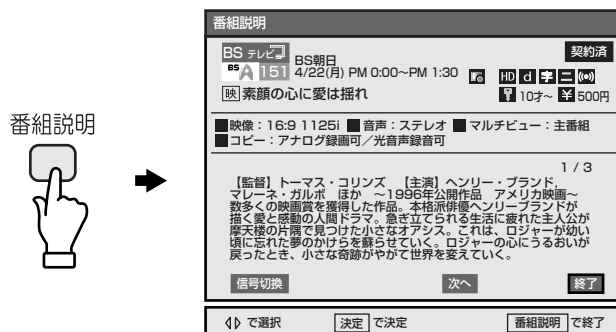 番組説明
番組説明
BS テレビ
契約済
BS朝日
BSA 151 4/22(月) PM 0:00~PM 1:30
HD d 字 二 ((•))
映 素顔の心に愛は揺れ
10才~ ¥ 500円
■映像：16:9 1125i ■音声：ステレオ ■マルチビュー：主番組
■コピー：アナログ録画可／光音声録音可
1 / 3
【監督】トーマス・コリンズ 【主演】ヘンリー・ブランド,
マレーネ・ガルボ ほか ～1996年公開作品 アメリカ映画～
数多くの映画賞を獲得した作品。本格派俳優ヘンリーブランドが
描く愛と感動の人間ドラマ。急ぎ立てられる生活に疲れた主人公が
摩天楼の片隅で見つけた小さなオアシス。これは、ロジャーが幼い
頃に忘れた夢のかけらを蘇らせていく。ロジャーの心にうるおいが
戻ったとき、小さな奇跡がやがて世界を変えていく。
信号切換 次へ 終了
で選択 決定 で決定 番組説明 で終了